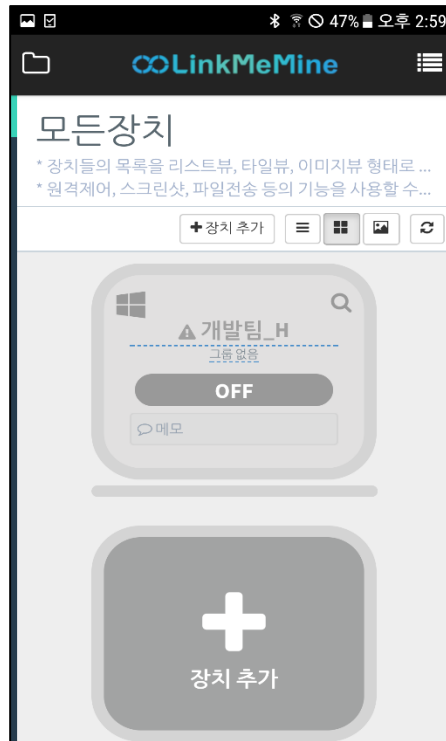 47% 오후 2:59
LinkMeMine
모든장치
* 장치들의 목록을 리스트뷰, 타일뷰, 이미지뷰 형태로 ...
* 원격제어, 스크린샷, 파일전송 등의 기능을 사용할 수...
장치 추가
개발팀_H
그룹 없음
OFF
메모
장치 추가